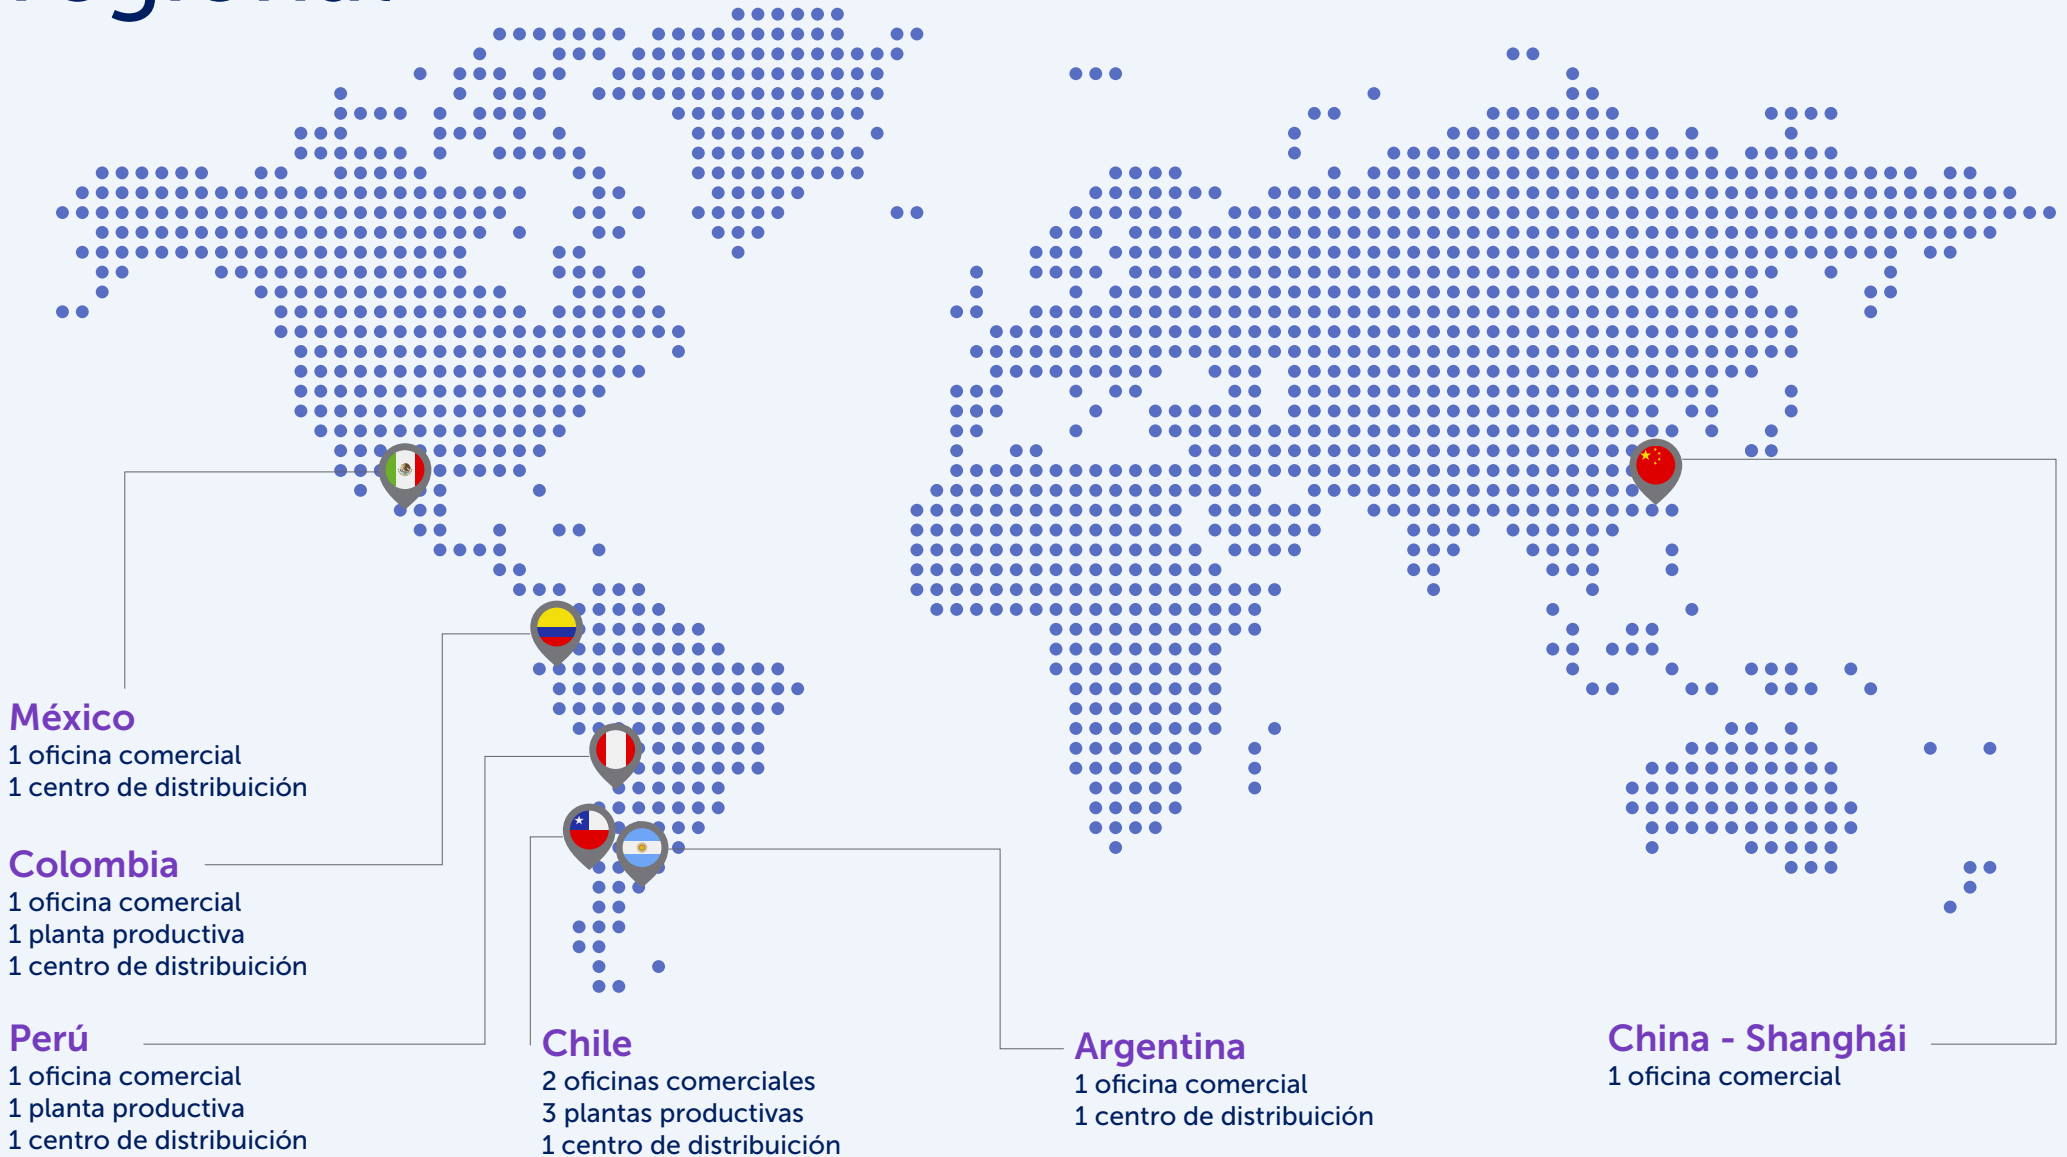 México
1 oficina comercial
1 centro de distribuición
Colombia
1 oficina comercial
1 planta productiva
1 centro de distribuición
Perú
1 oficina comercial
1 planta productiva
1 centro de distribuición
Chile
2 oficinas comerciales
3 plantas productivas
1 centro de distribuición
Argentina
1 oficina comercial
1 centro de distribuición
China - Shanghái
1 oficina comercial